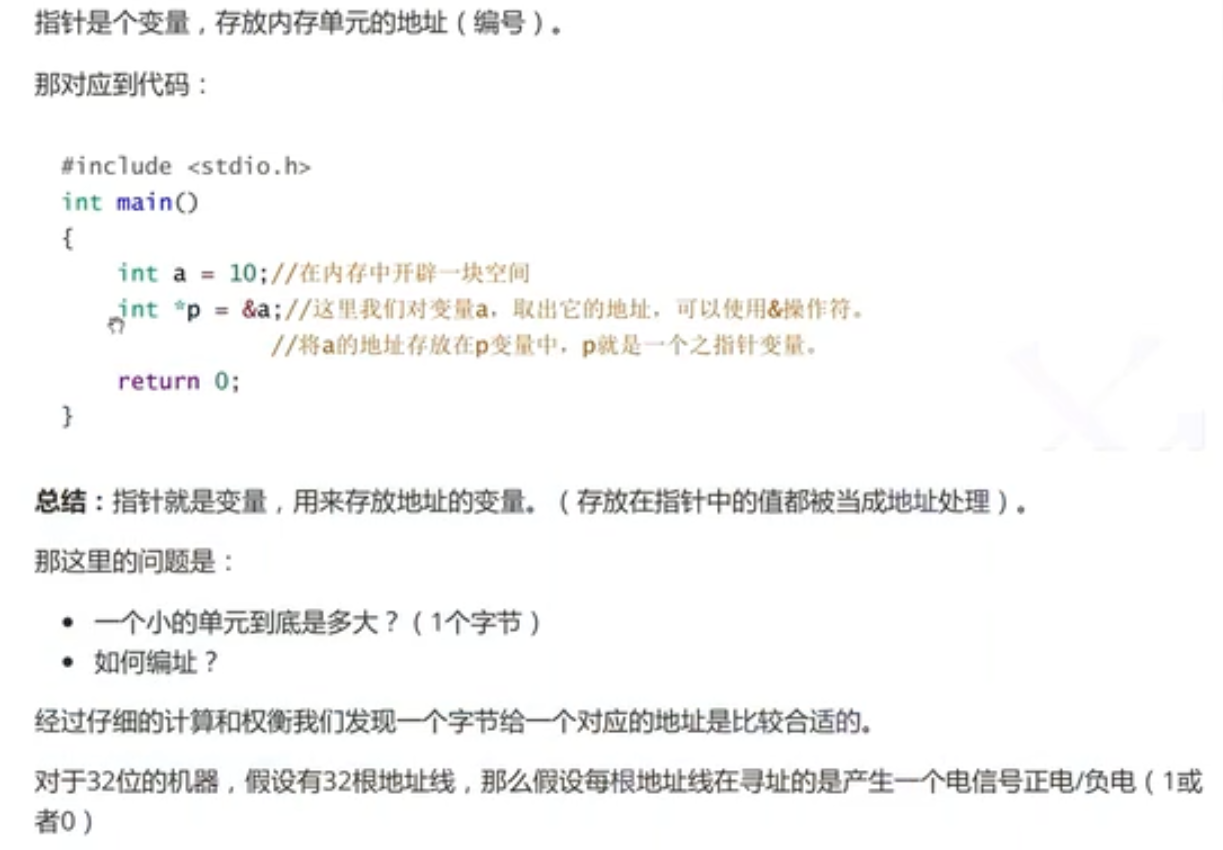 指针是个变量，存放内存单元的地址（编号）。
那对应到代码：
#include <stdio.h>
int main()
{
int a = 10;//在内存中开辟一块空间
int *p = &a;//这里我们对变量a，取出它的地址，可以使用&操作符。
//将a的地址存放在p变量中，p就是一个之指针变量。
return 0;
}
总结：指针就是变量，用来存放地址的变量。（存放在指针中的值都被当成地址处理）。
那这里的问题是：
• 一个小的单元到底是多大？（1个字节）
• 如何编址？
经过仔细的计算和权衡我们发现一个字节给一个对应的地址是比较合适的。
对于32位的机器，假设有32根地址线，那么假设每根地址线在寻址的是产生一个电信号正电/负电（1或
者0）